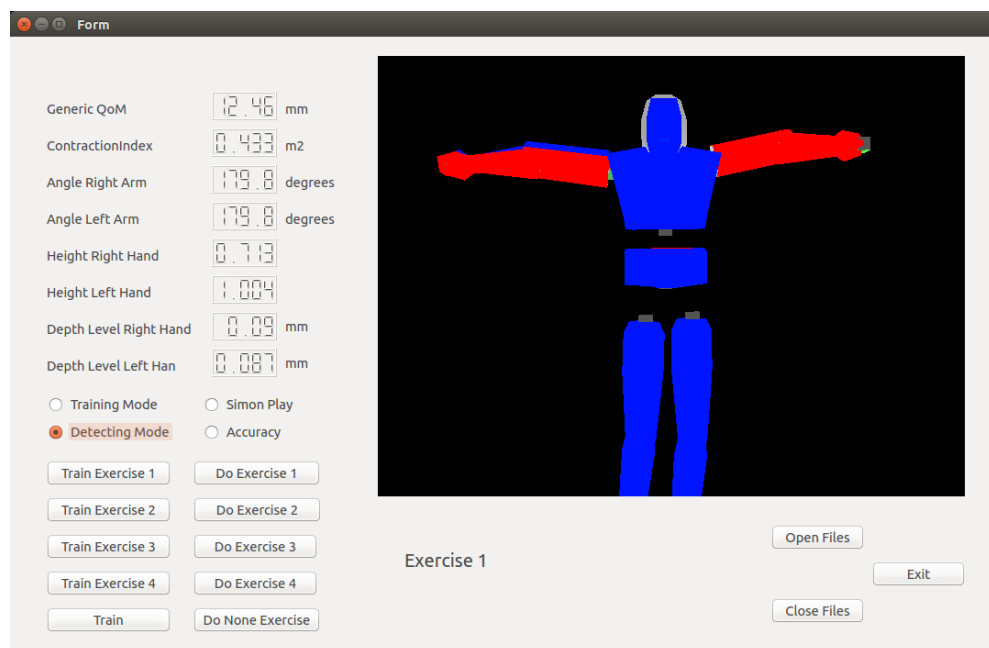 Form
Generic QoM 12.46 mm
ContractionIndex 0.433 m2
Angle Right Arm 179.8 degrees
Angle Left Arm 179.8 degrees
Height Right Hand 0.713
Height Left Hand 1.004
Depth Level Right Hand 0.09 mm
Depth Level Left Han 0.087 mm
Training Mode Simon Play
Detecting Mode Accuracy
Train Exercise 1 Do Exercise 1
Train Exercise 2 Do Exercise 2
Train Exercise 3 Do Exercise 3
Train Exercise 4 Do Exercise 4
Train Do None Exercise
Exercise 1
Open Files
Exit
Close Files